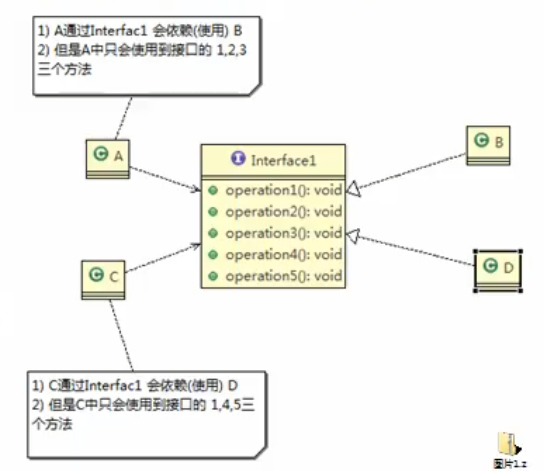 1) A通过Interfac1 会依赖(使用) B
2) 但是A中只会使用到接口的 1,2,3
三个方法
A
Interface1
operation1(): void
operation2(): void
operation3(): void
operation4(): void
operation5(): void
B
C
D
1) C通过Interfac1 会依赖(使用) D
2) 但是C中只会使用到接口的 1,4,5三
个方法
图片1.z